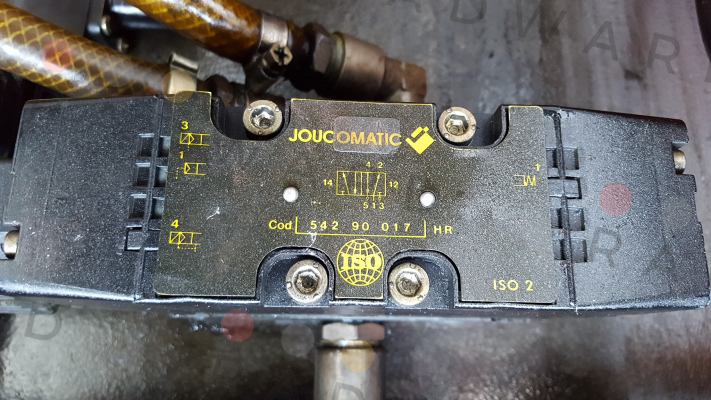 JOUCOMATIC
3
1
4
4 2
14
12
5 1 3
Cod 542 90 017 HR
ISO
ISO 2
T
W